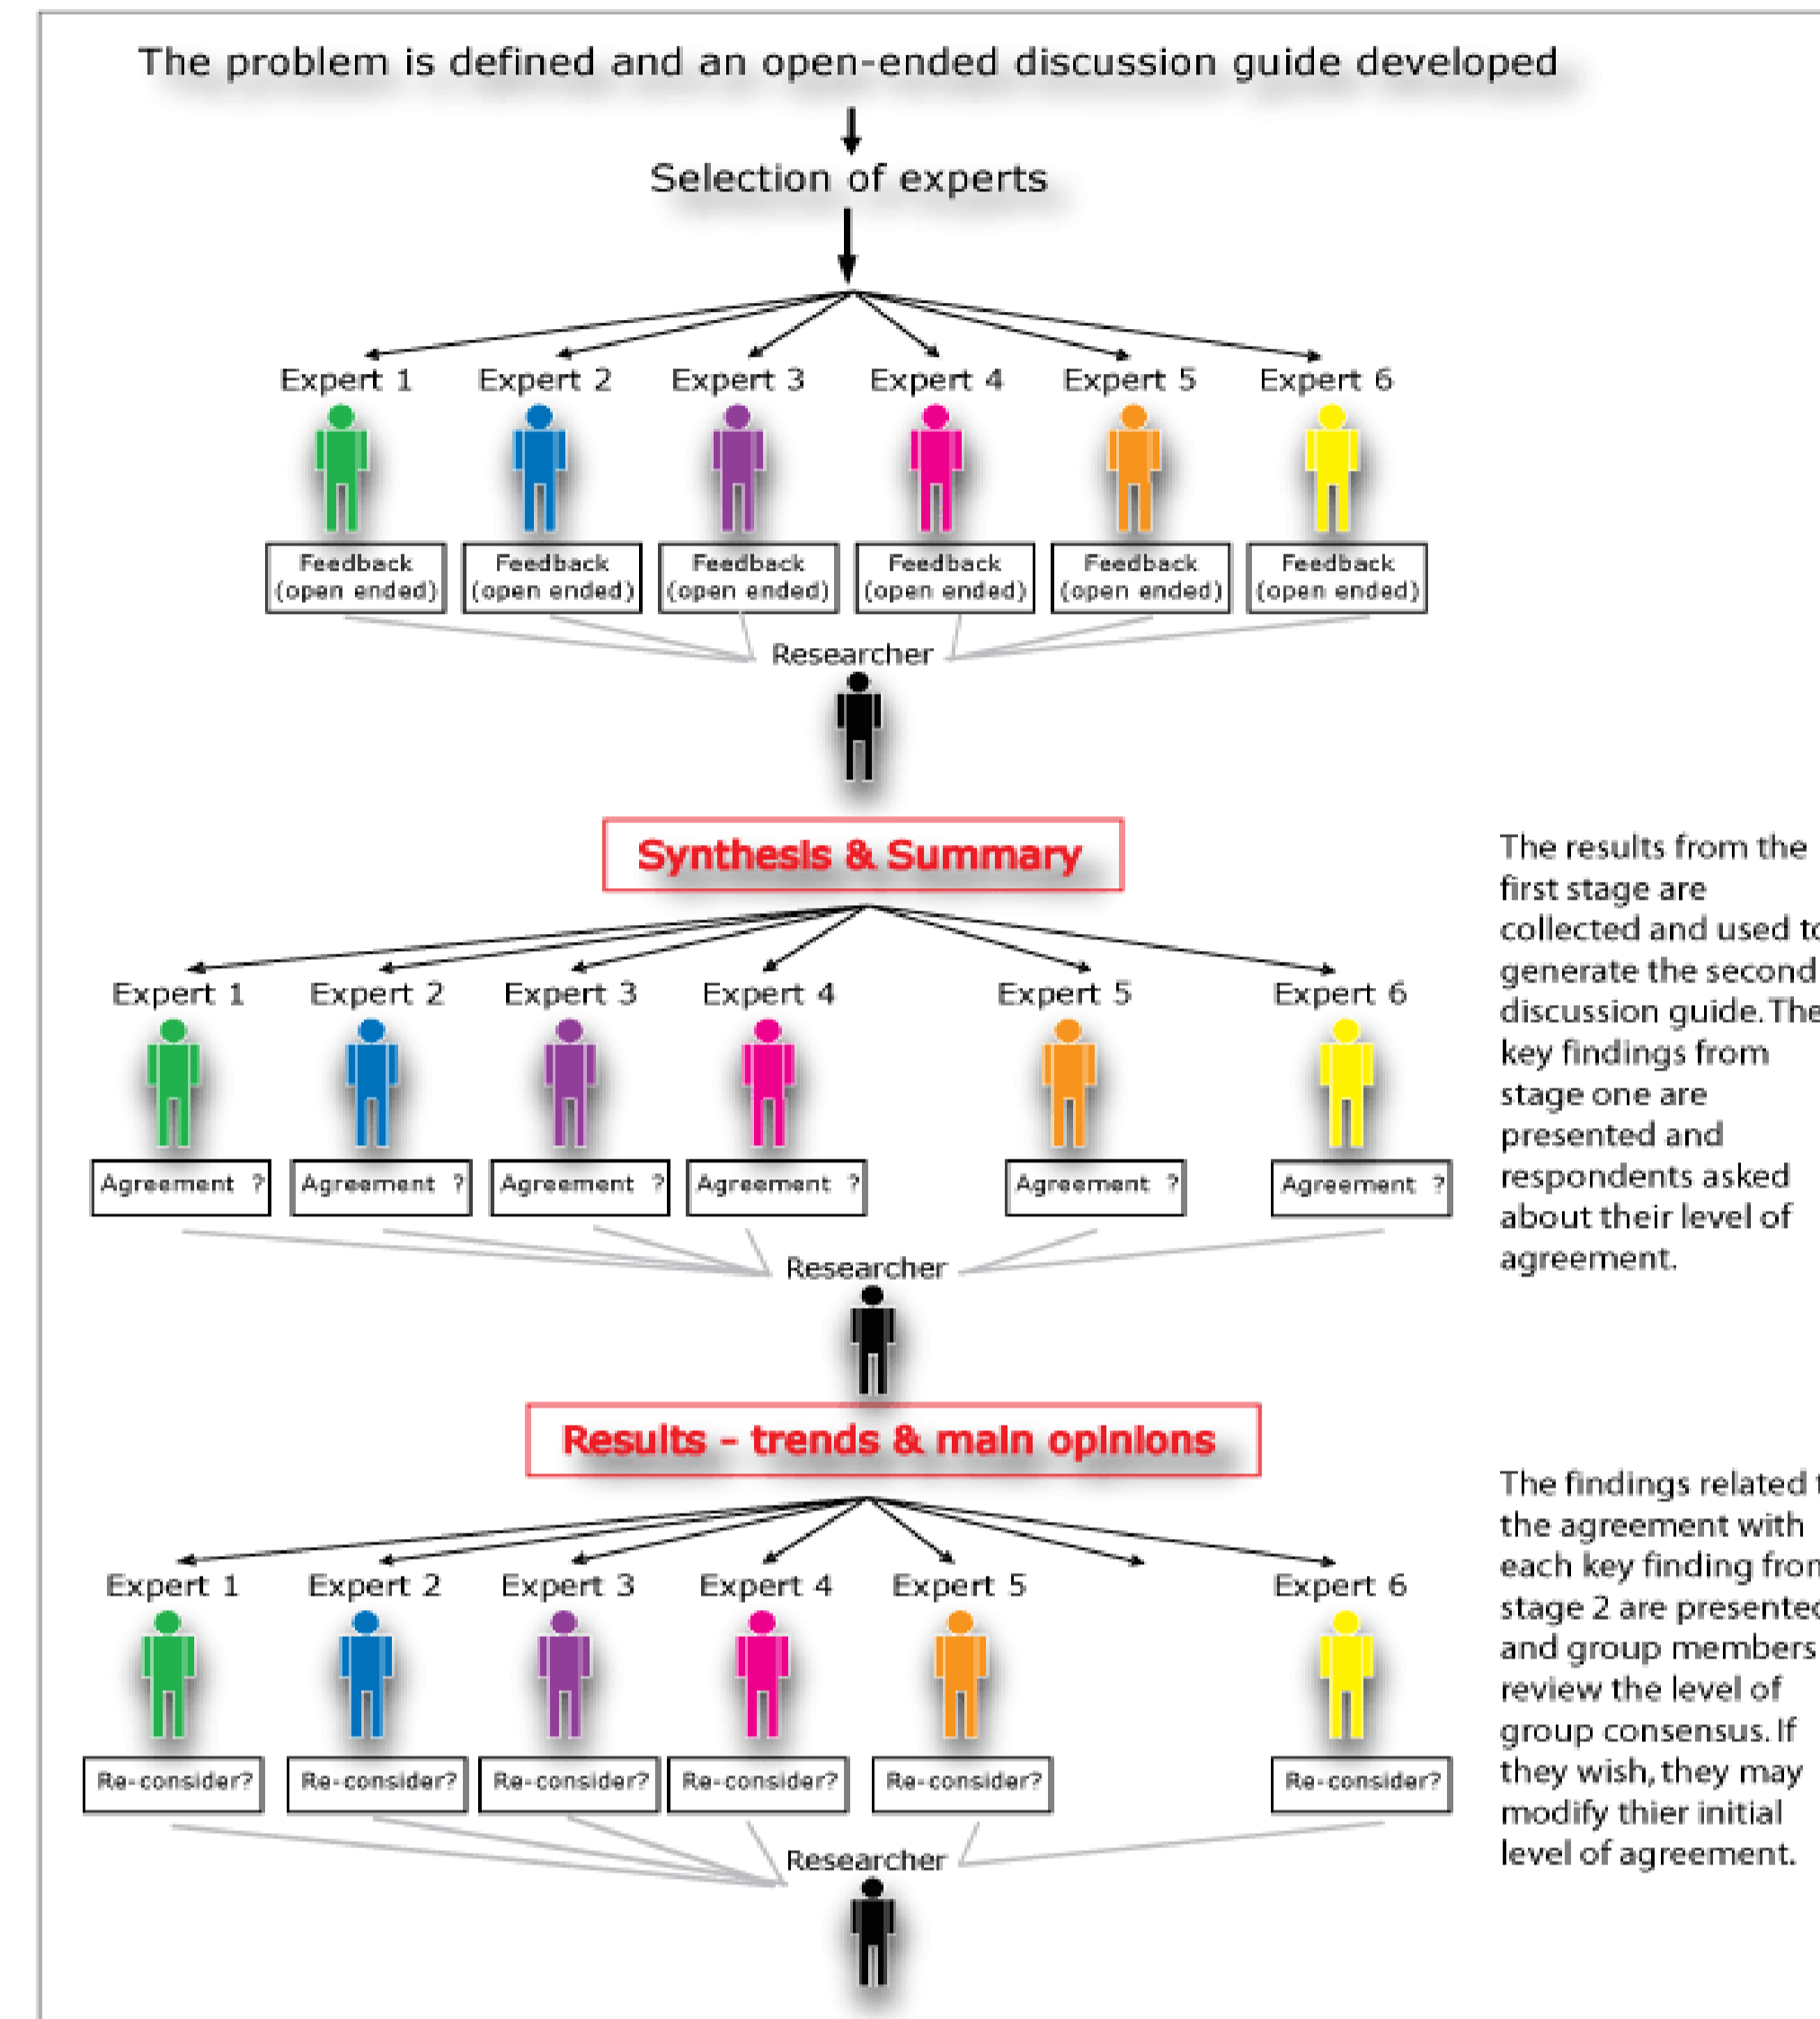 The problem is defined and an open-ended discussion guide developed
Selection of experts
Expert 1 Expert 2 Expert 3 Expert 4 Expert 5 Expert 6
Feedback (open ended)
Feedback (open ended)
Feedback (open ended)
Feedback (open ended)
Feedback (open ended)
Feedback (open ended)
Researcher
Synthesis & Summary
The results from the
first stage are
collected and used to
generate the second
discussion guide. The
key findings from
stage one are
presented and
respondents asked
about their level of
agreement.
Expert 1 Expert 2 Expert 3 Expert 4 Expert 5 Expert 6
Agreement ? Agreement ? Agreement ? Agreement ? Agreement ? Agreement ?
Researcher
Results - trends & main opinions
The findings related t
the agreement with
each key finding from
stage 2 are presented
and group members
review the level of
group consensus. If
they wish, they may
modify thier initial
level of agreement.
Expert 1 Expert 2 Expert 3 Expert 4 Expert 5 Expert 6
Re-consider? Re-consider? Re-consider? Re-consider? Re-consider? Re-consider?
Researcher